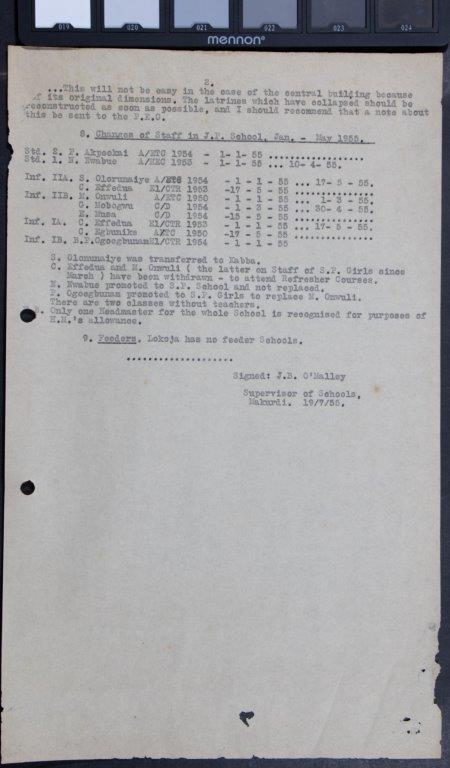 019 020 021 022 023 024
mennon
2.
...This will not be easy in the case of the central building because
of its original dimensions. The latrines which have collapsed should be
reconstructed as soon as possible, and I should recommend that a note about
this be sent to the P.E.O.
8. Changes of Staff in J.P. School, Jan. - May 1955.
Std. 2. P. Akpeokai A/ETC 1954 - 1-1-55 ..................
Std. 1. N. Nwabue A/HEC 1953 - 1-1-55 ...10-4-55.
Inf. IIA. S. Olorunaiye A/ETC 1954 - 1 - 1 - 55 ... 17- 5 - 55.
C. Effedua El/CTR 1953 -17 - 5 - 55 ...............
Inf. IIB. M. Onwuli A/ETC 1950 - 1 - 1 - 55 ... 1- 3 - 55.
G. Mobogwu C/D 1954 - 1 - 3 - 55 ... 30- 4 - 55.
E. Musa C/D 1954 -15 - 5 - 55 ...............
Inf. IA. C. Effedua El/CTR 1953 - 1 - 1 - 55 ... 17- 5 - 55.
C. Egbunike A/ETC 1950 -17 - 5 - 55 ...............
Inf. IB. P.Ogoegbunam El/CTR 1954 - 1 - 1 - 55
S. Olorunaiye was transferred to Kabba.
C. Effedua and M. Onwuli ( the latter on Staff of S.P. Girls since
March ) have been withdrawn - to attend Refresher Courses.
N. Nwabue promoted to S.P. School and not replaced.
P. Ogoegbunam promoted to S.P. Girls to replace M. Onwuli.
There are two classes without teachers.
Only one Headmaster for the whole School is recognised for purposes of
H.M.'s allowance.
9. Feeders. Lokoja has no feeder Schools.
....................
Signed: J.B. O'Malley
Supervisor of Schools,
Makurdi. 19/7/55.